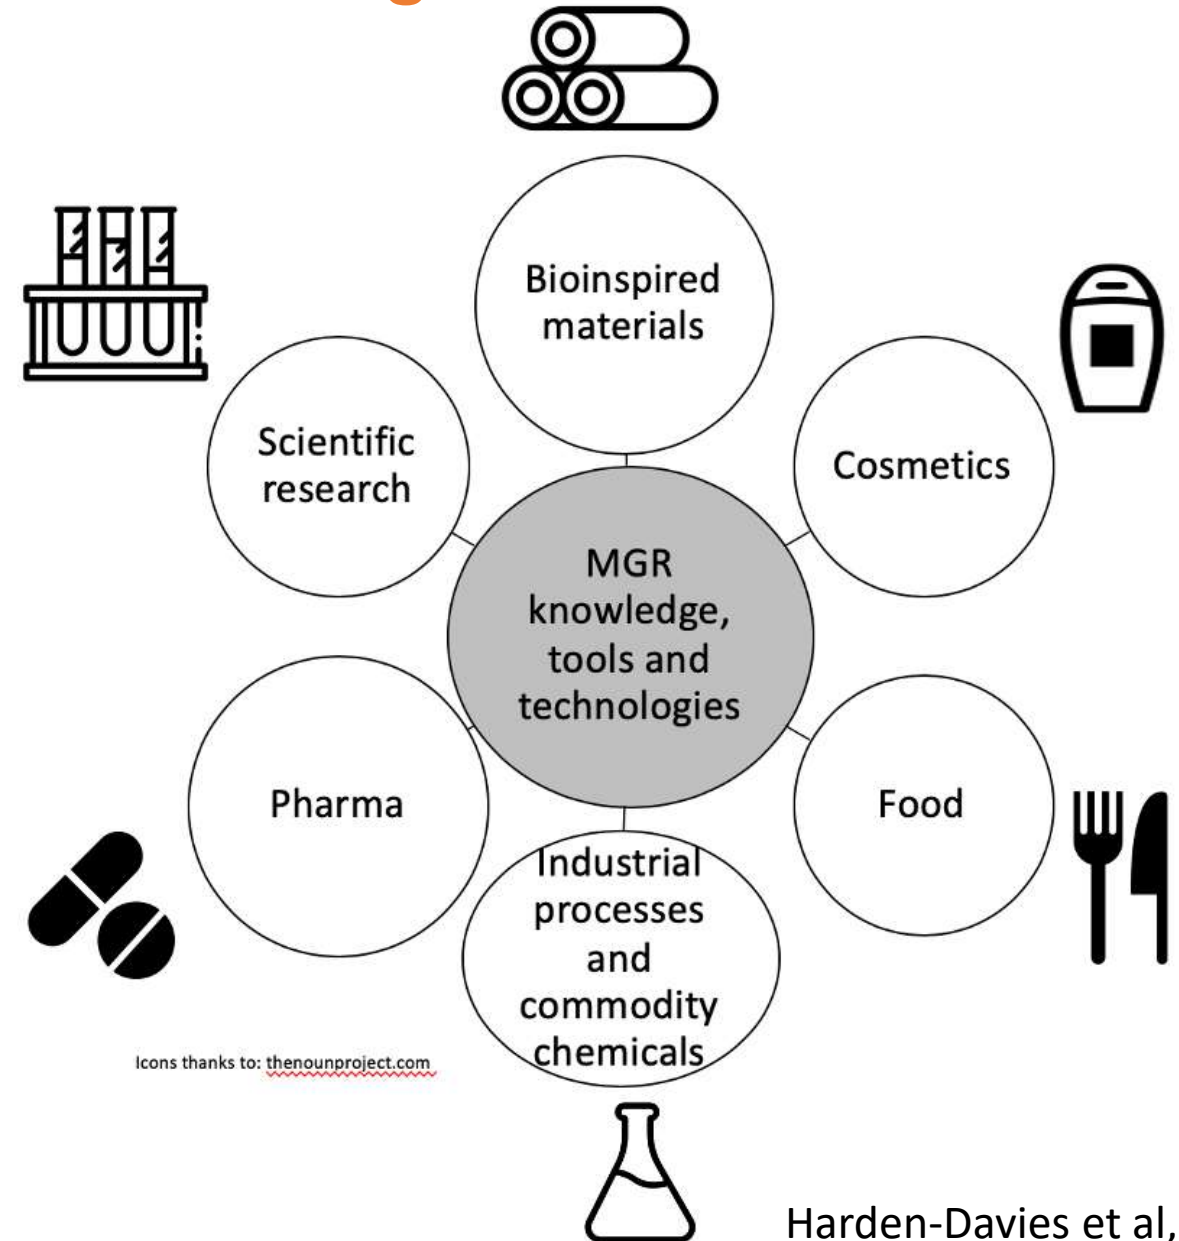 Bioinspired
materials
Scientific
research
Cosmetics
MGR
knowledge,
tools and
technologies
Pharma
Food
Industrial
processes
and
commodity
chemicals
Icons thanks to: thenounproject.com
Harden-Davies et al,